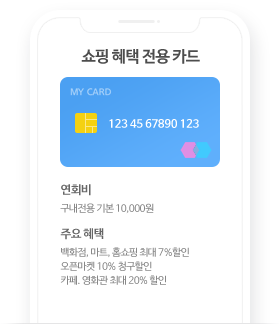 쇼핑 혜택 전용 카드
MY CARD
123 45 67890 123
연회비
구내전용 기본 10,000원
주요 혜택
백화점, 마트, 홈쇼핑 최대 7%할인
오픈마켓 10% 청구할인
카페. 영화관 최대 20% 할인